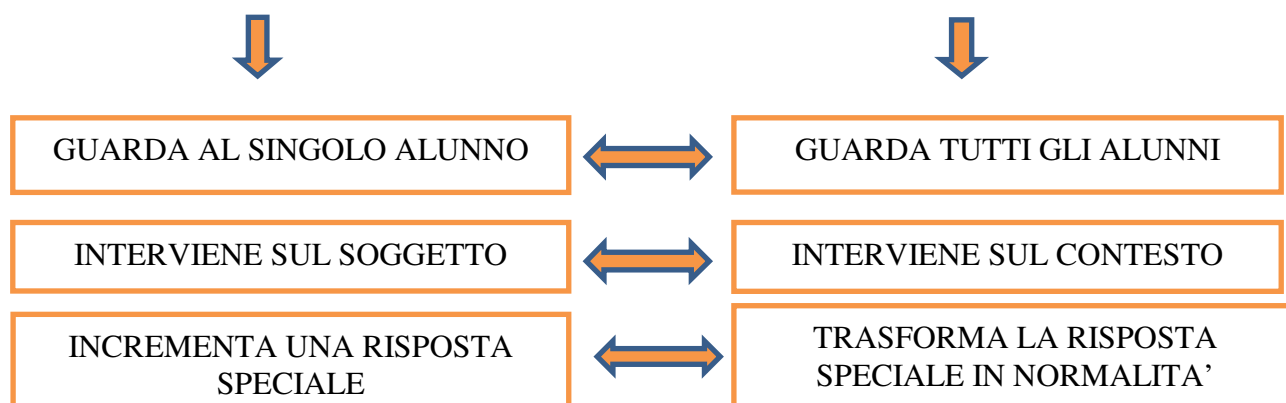 GUARDA AL SINGOLO ALUNNO
GUARDA TUTTI GLI ALUNNI
INTERVIENE SUL SOGGETTO
INTERVIENE SUL CONTESTO
INCREMENTA UNA RISPOSTA
SPECIALE
TRASFORMA LA RISPOSTA
SPECIALE IN NORMALITA’